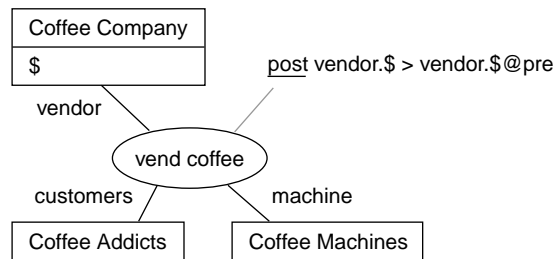 Coffee Company
$
post vendor.$ > vendor.$@pre
vendor
vend coffee
customers
machine
Coffee Addicts
Coffee Machines